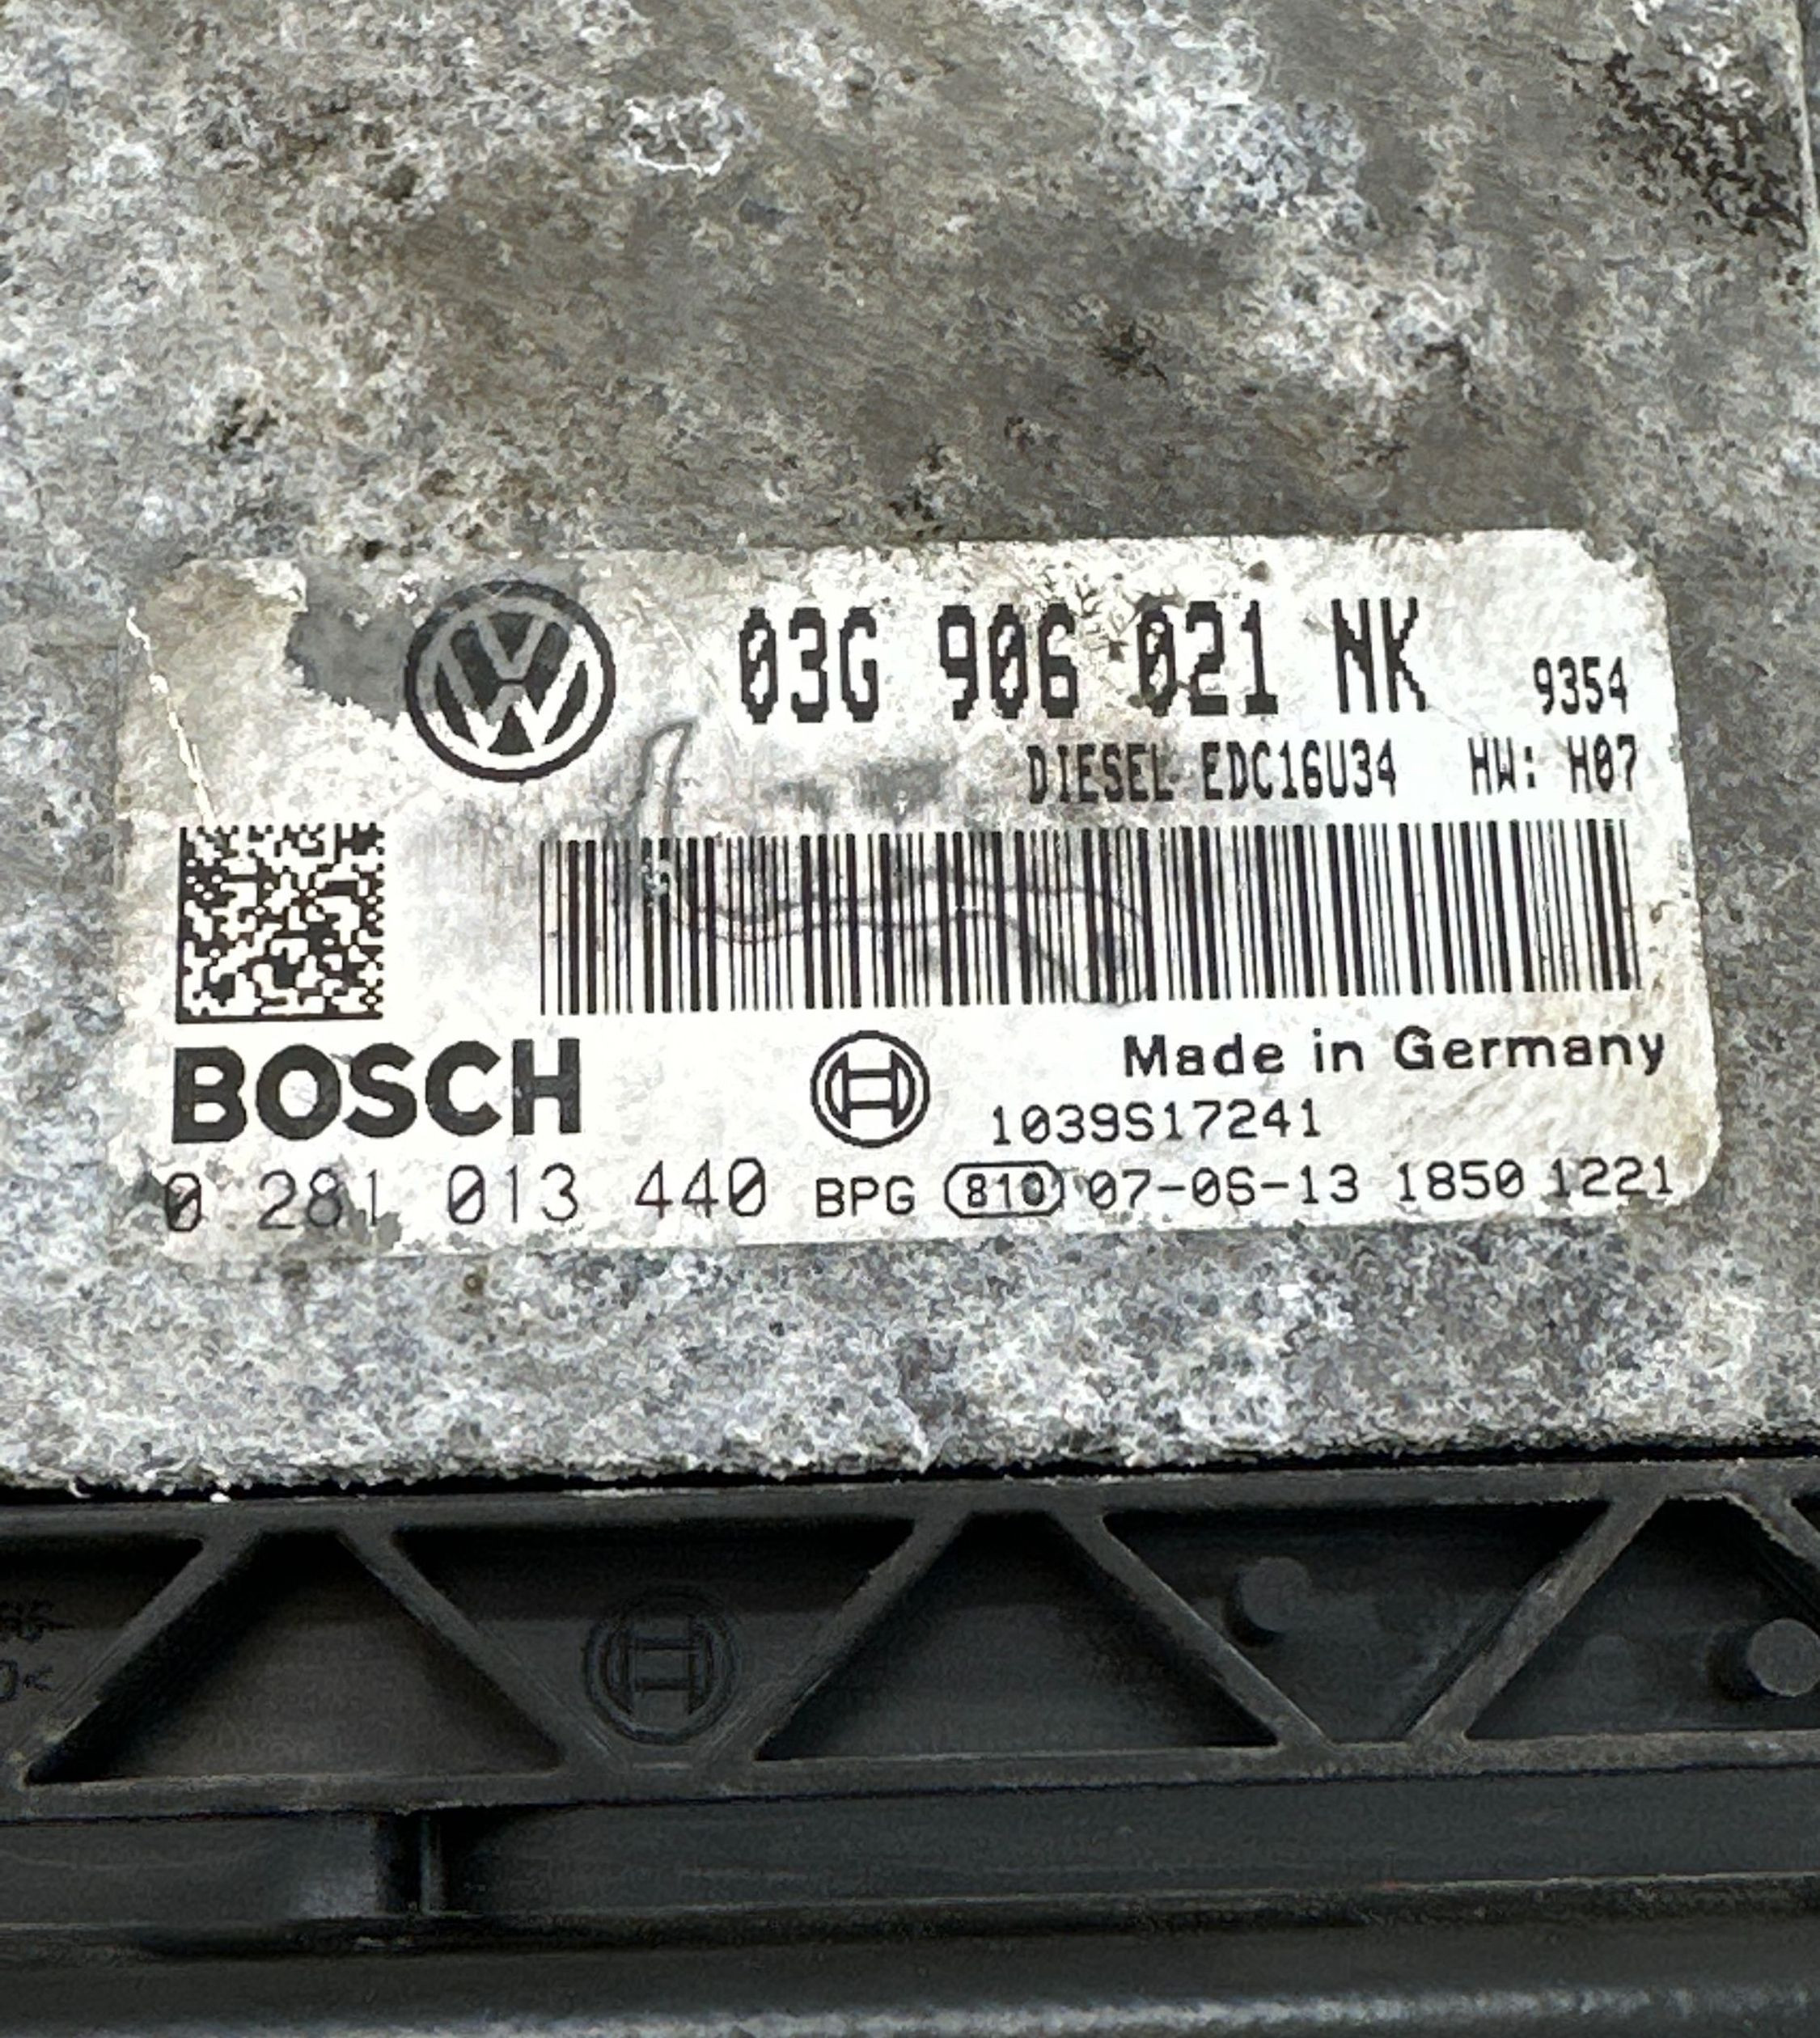 03G 906 021 NK 9354
DIESEL EDC16U34 HW: H07
BOSCH
Made in Germany
1039S17241
0 281 013 440 BPG 810 07-06-13 1850 1221